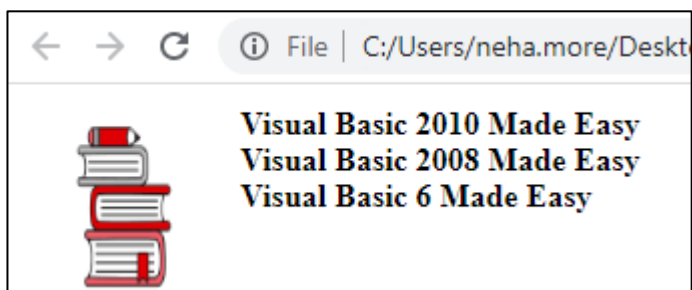 File C:/Users/neha.more/Deskt
Visual Basic 2010 Made Easy
Visual Basic 2008 Made Easy
Visual Basic 6 Made Easy